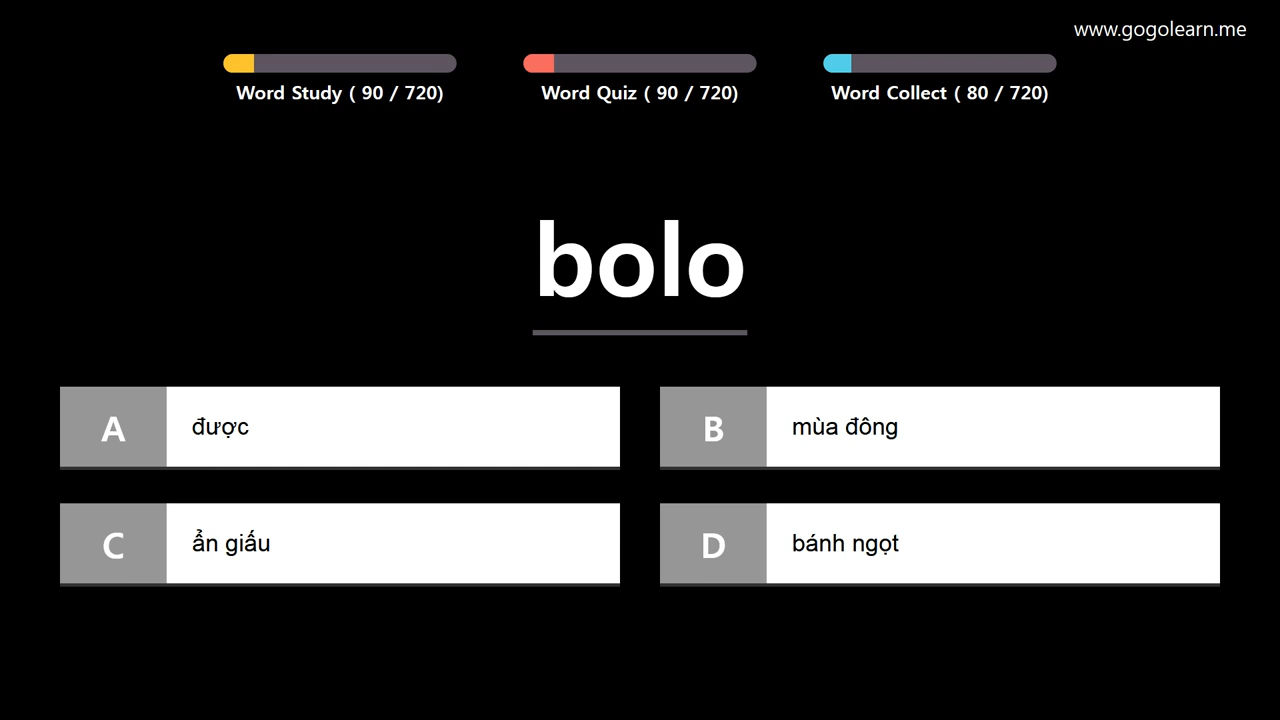 www.gogolearn.me
Word Study ( 90 / 720)
Word Quiz ( 90 / 720)
Word Collect ( 80 / 720)
bolo
A được
B mùa đông
C ẩn giấu
D bánh ngọt